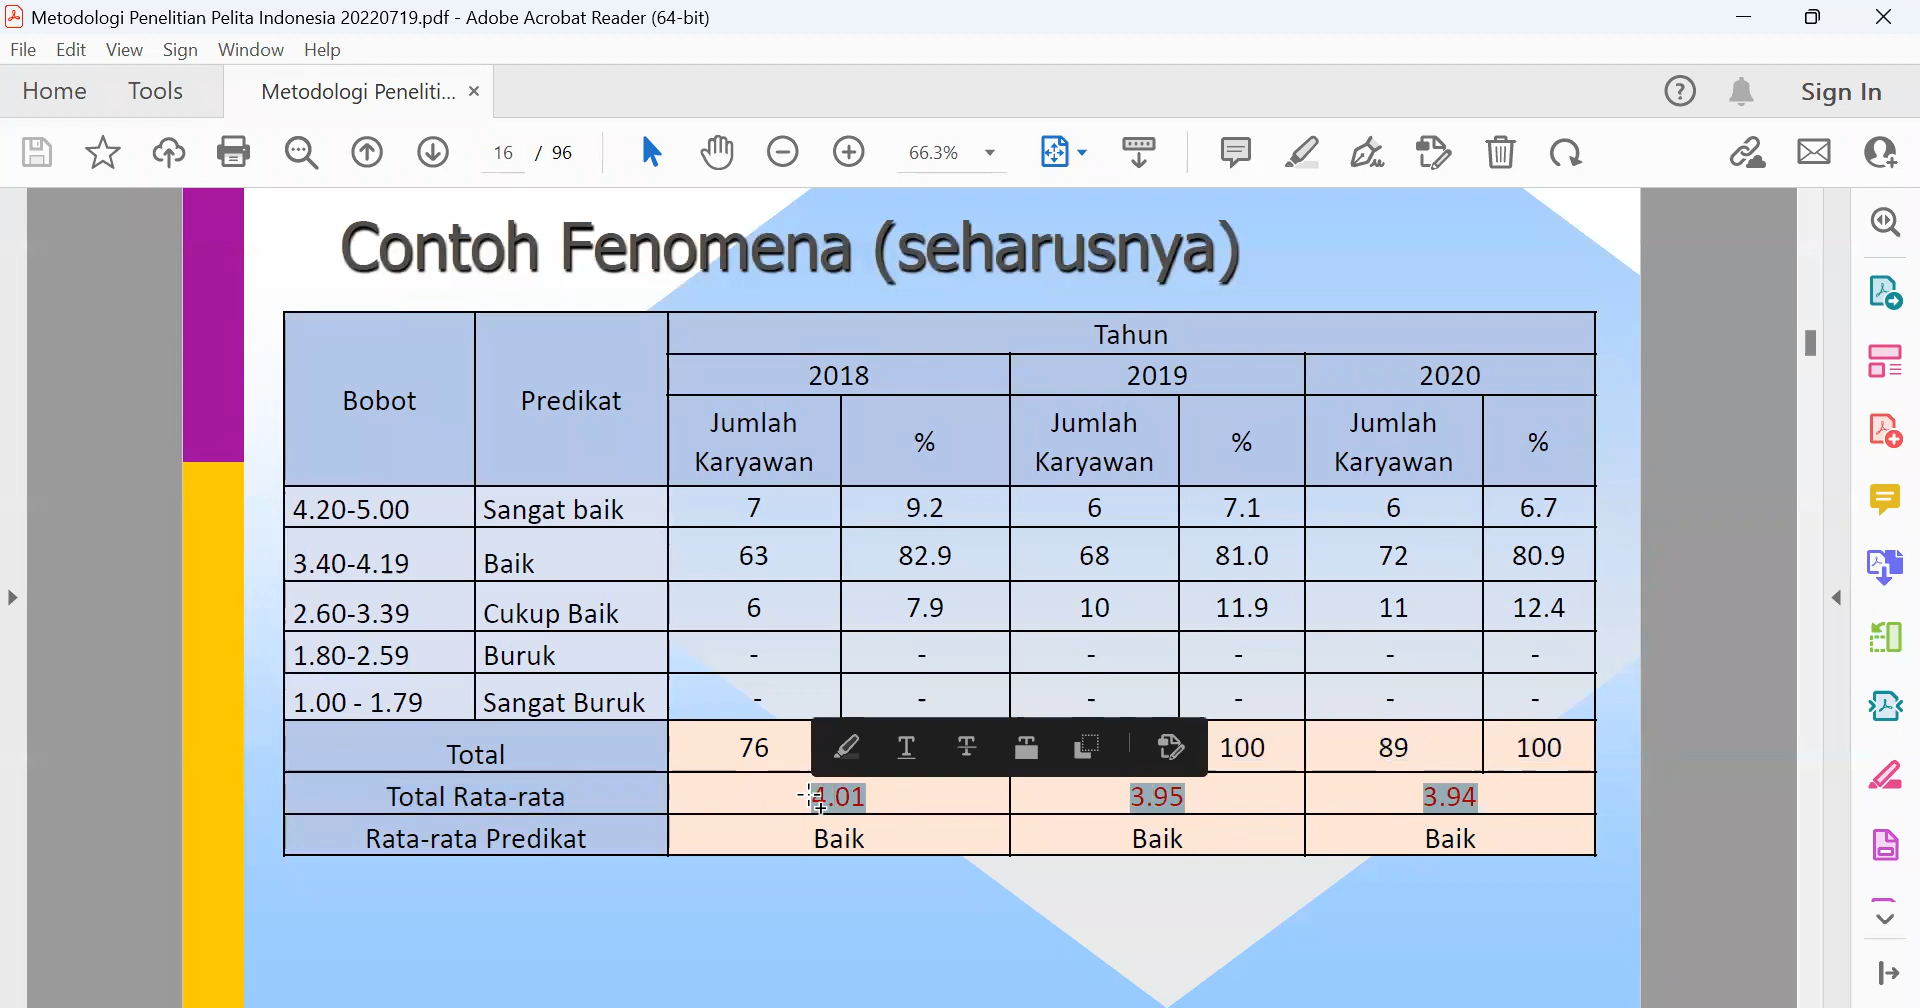 Metodologi Penelitian Pelita Indonesia 20220719.pdf - Adobe Acrobat Reader (64-bit)
File Edit View Sign Window Help
Home Tools Metodologi Peneliti... × Sign In
16 / 96 66.3%
Contoh Fenomena (seharusnya)
Bobot Predikat Tahun
2018 2019 2020
Jumlah Karyawan % Jumlah Karyawan % Jumlah Karyawan %
4.20-5.00 Sangat baik 7 9.2 6 7.1 6 6.7
3.40-4.19 Baik 63 82.9 68 81.0 72 80.9
2.60-3.39 Cukup Baik 6 7.9 10 11.9 11 12.4
1.80-2.59 Buruk - - - - - -
1.00 - 1.79 Sangat Buruk - - - - - -
Total 76 100 89 100
Total Rata-rata 4.01 3.95 3.94
Rata-rata Predikat Baik Baik Baik